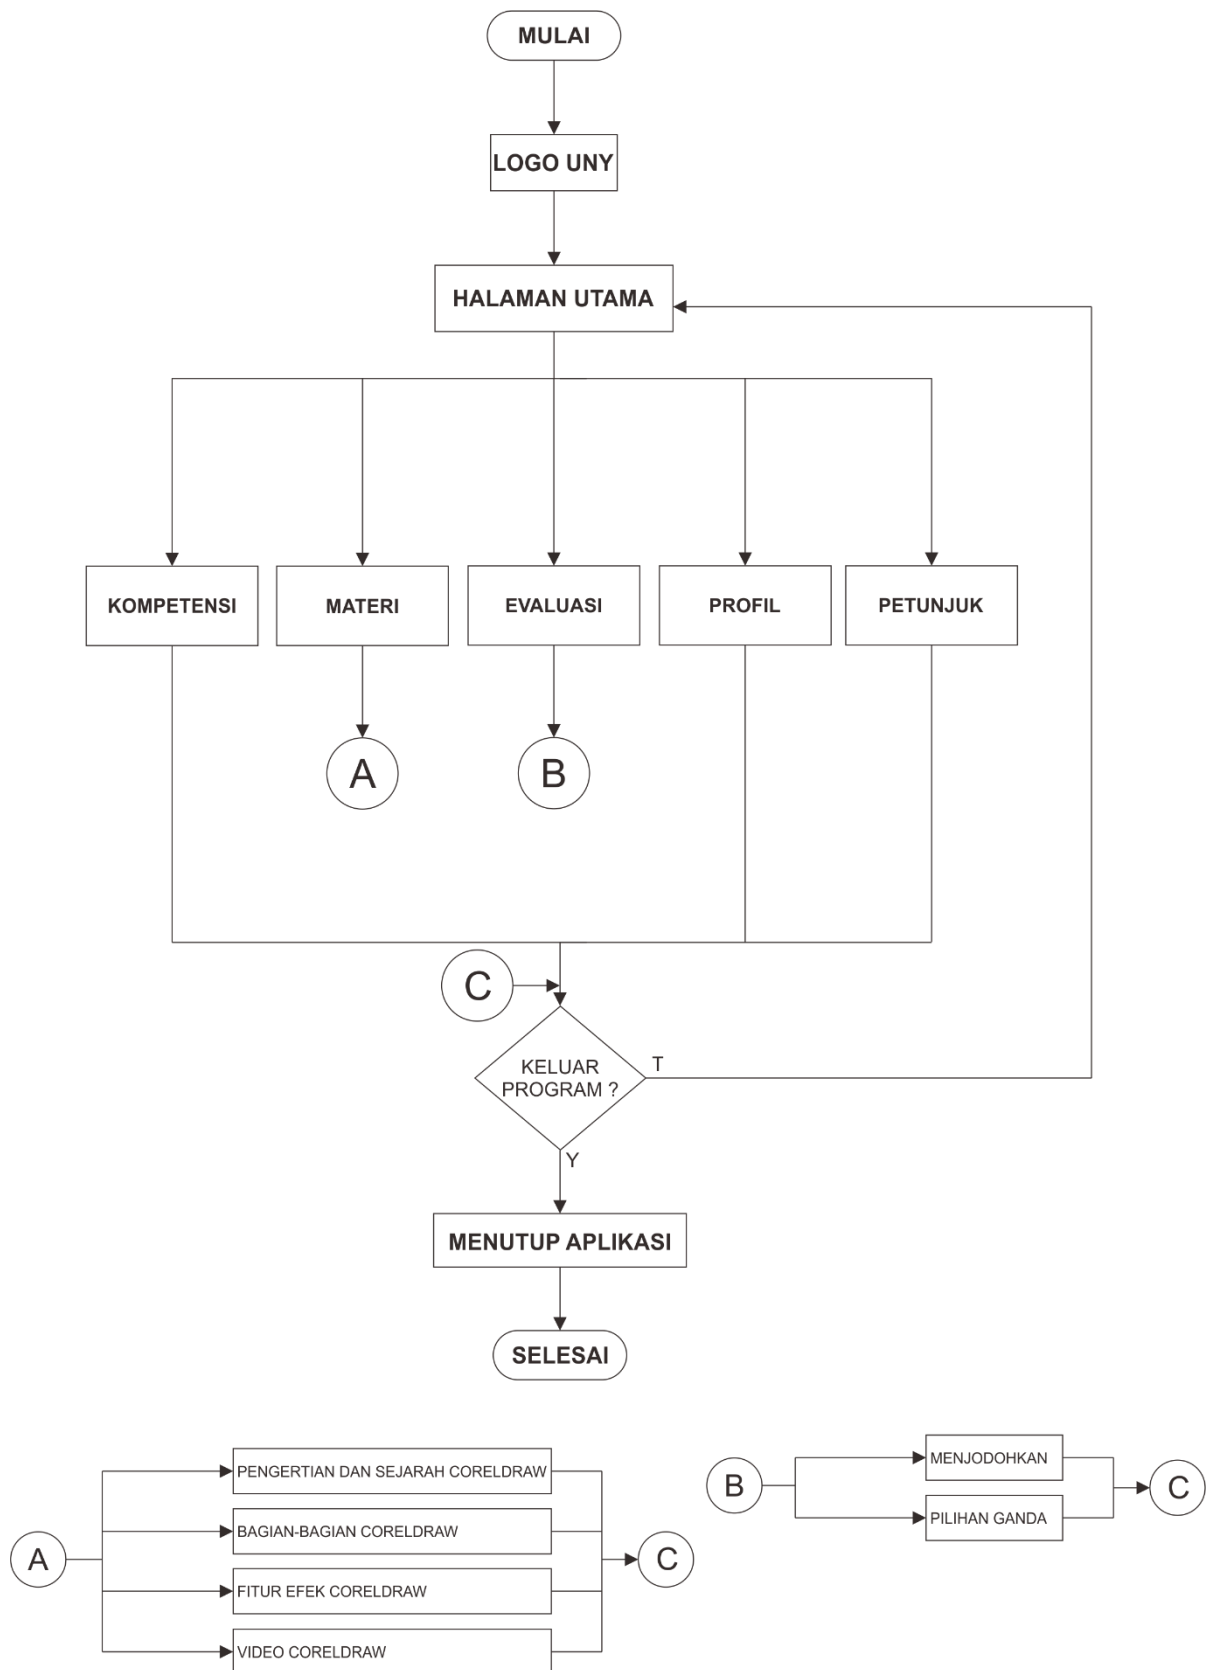 MULAI
LOGO UNY
HALAMAN UTAMA
KOMPETENSI
MATERI
EVALUASI
PROFIL
PETUNJUK
A
B
C
KELUAR
PROGRAM ?
T
Y
MENUTUP APLIKASI
SELESAI
A
PENGERTIAN DAN SEJARAH CORELDRAW
BAGIAN-BAGIAN CORELDRAW
FITUR EFEK CORELDRAW
VIDEO CORELDRAW
C
B
MENJODOHKAN
PILIHAN GANDA
C